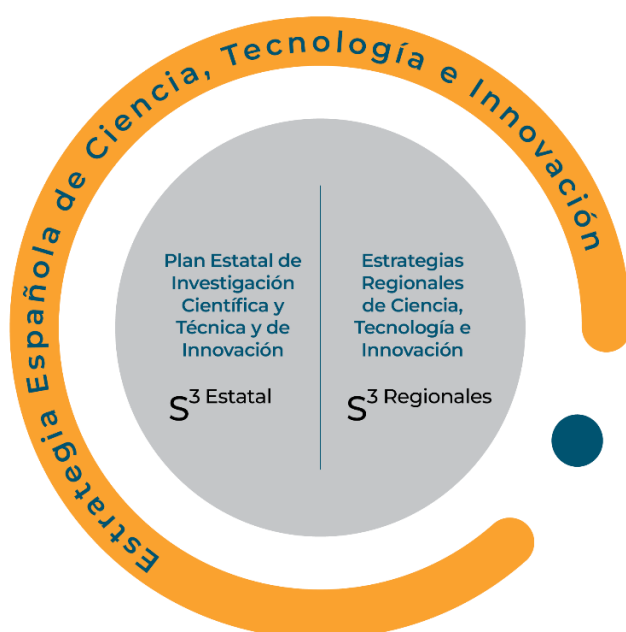 Estrategia Española de Ciencia, Tecnología e Innovación
Plan Estatal de
Investigación
Científica y
Técnica y de
Innovación
S³ Estatal
Estrategias
Regionales
de Ciencia,
Tecnología e
Innovación
S³ Regionales